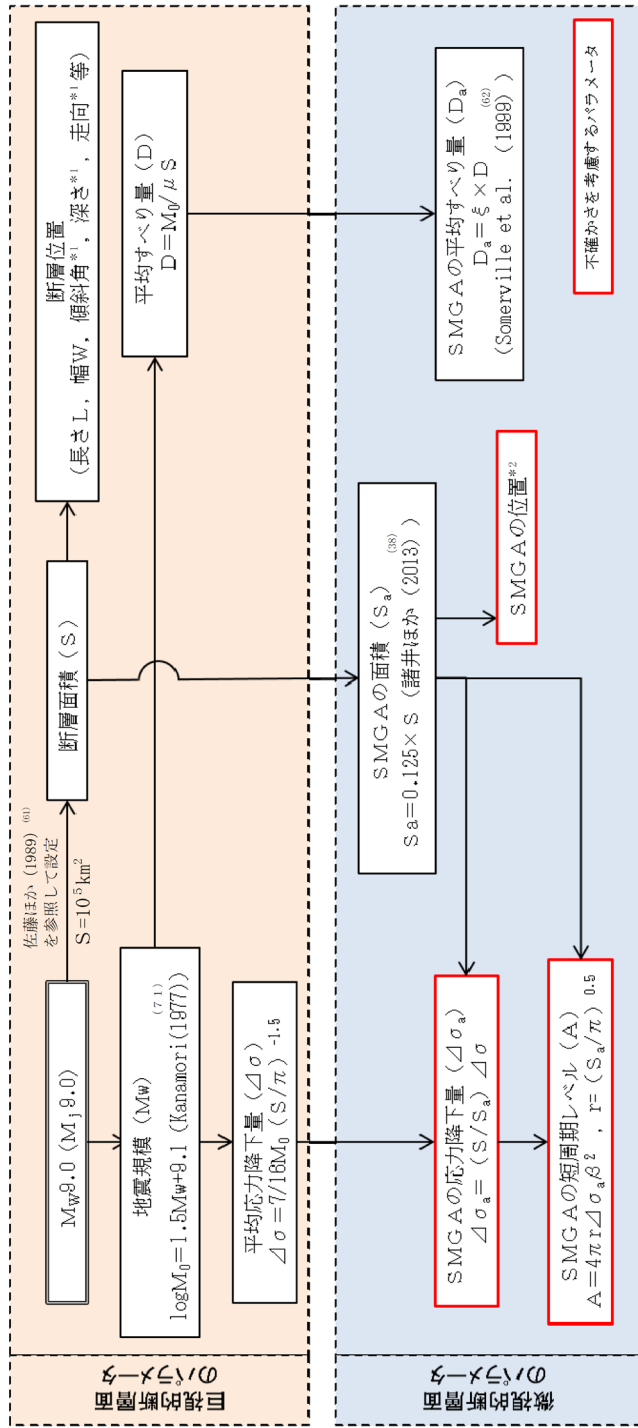 巨視的断層面
のパラメータ
Mw9.0 (Mj9.0)
佐藤ほか (1989) (61)
を参照して設定
S=10⁵km²
断層面積 (S)
断層位置
(長さL, 幅W, 傾斜角*1, 深さ*1, 走向*1等)
地震規模 (Mw)
logM₀=1.5Mw+9.1 (Kanamori(1977)) (71)
平均すべり量 (D)
D=M₀/μS
平均応力降下量 (⊿σ)
⊿σ=7/16M₀ (S/π)^-1.5
微視的断層面
のパラメータ
SMGAの面積 (Sa)
Sa=0.125×S (諸井ほか (2013)) (38)
SMGAの平均すべり量 (Da)
Da=ξ×D
(Somerville et al. (1999)) (62)
SMGAの応力降下量 (⊿σa)
⊿σa= (S/Sa) ⊿σ
SMGAの位置*2
SMGAの短周期レベル (A)
A=4πr⊿σaβ², r= (Sa/π)^0.5
不確かさを考慮するパラメータ